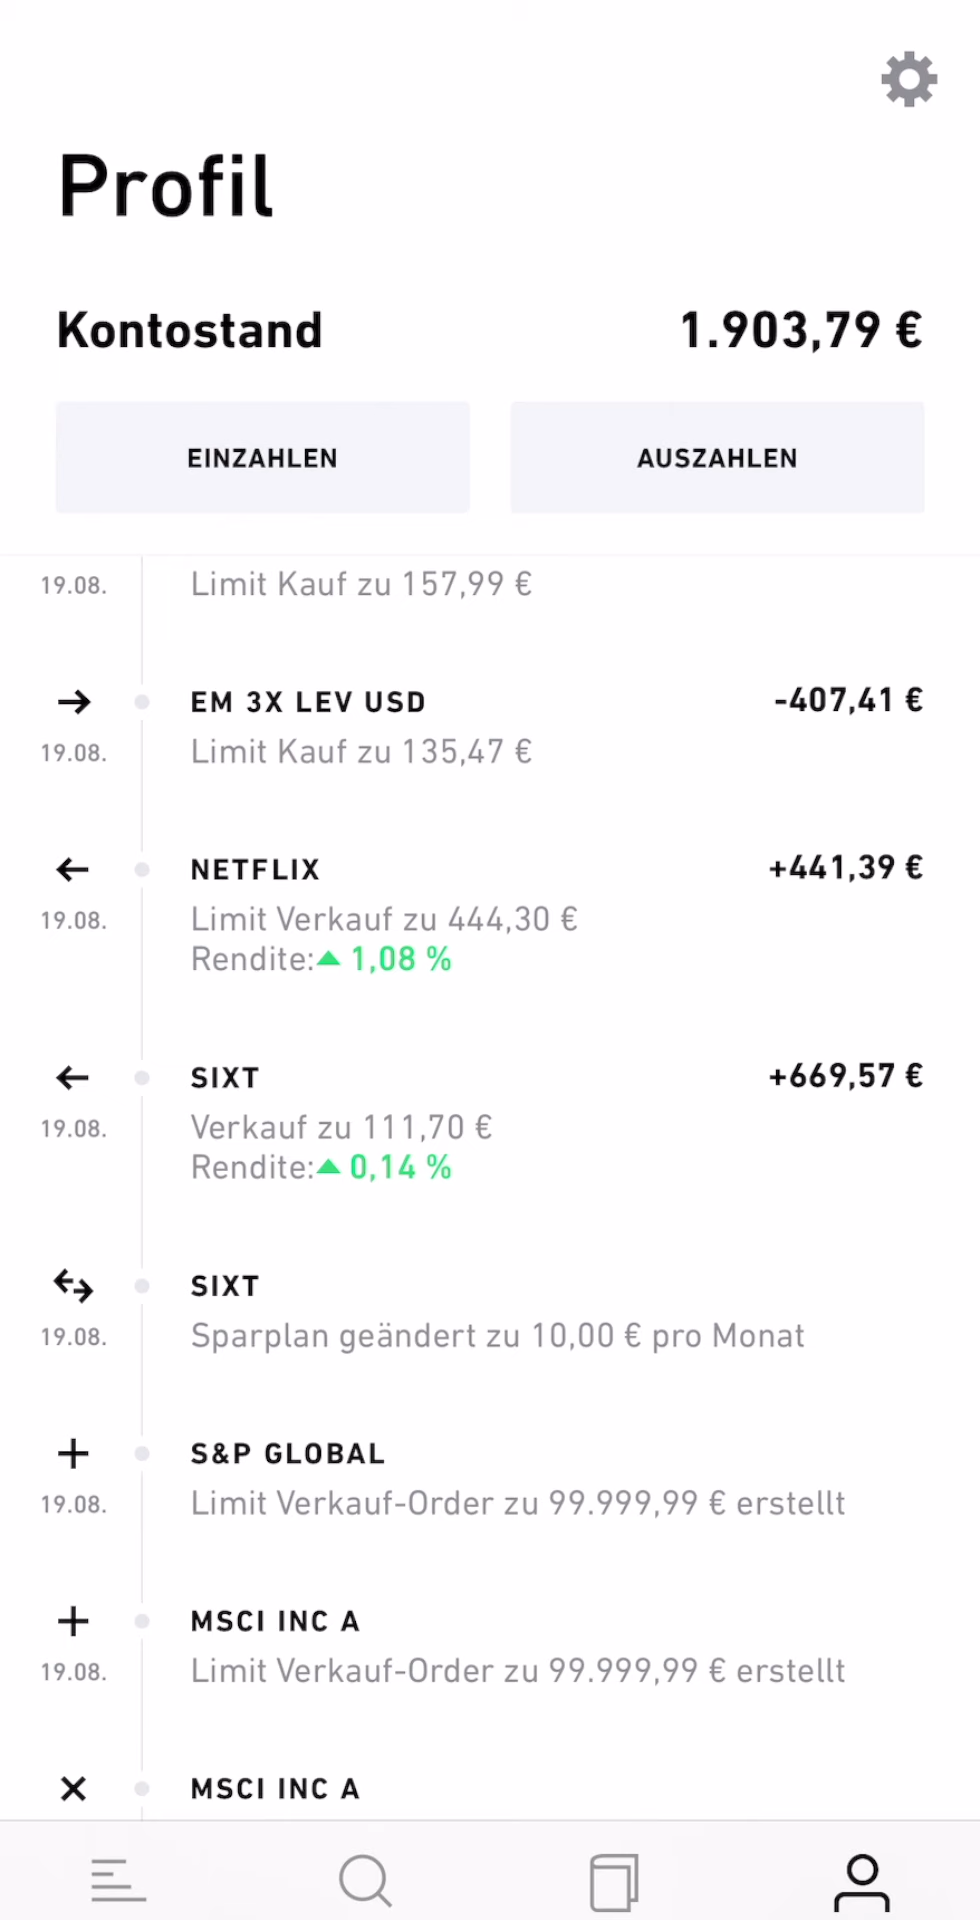 Profil
Kontostand 1.903,79 €
EINZAHLEN AUSZAHLEN
19.08. Limit Kauf zu 157,99 €
EM 3X LEV USD -407,41 €
19.08. Limit Kauf zu 135,47 €
NETFLIX +441,39 €
19.08. Limit Verkauf zu 444,30 €
Rendite: 1,08 %
SIXT +669,57 €
19.08. Verkauf zu 111,70 €
Rendite: 0,14 %
SIXT
19.08. Sparplan geändert zu 10,00 € pro Monat
S&P GLOBAL
19.08. Limit Verkauf-Order zu 99.999,99 € erstellt
MSCI INC A
19.08. Limit Verkauf-Order zu 99.999,99 € erstellt
MSCI INC A